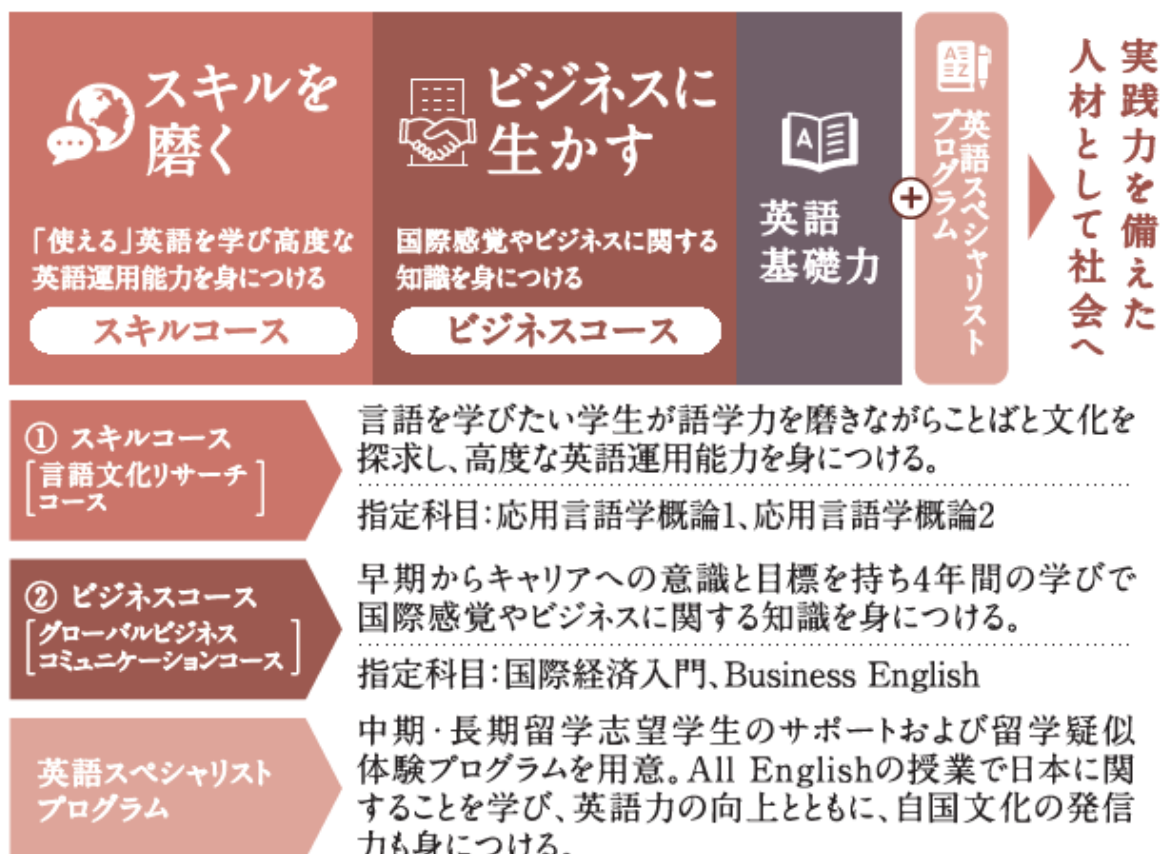 スキルを
磨く
「使える」英語を学び高度な
英語運用能力を身につける
スキルコース
ビジネスに
生かす
国際感覚やビジネスに関する
知識を身につける
ビジネスコース
A
英語
基礎力
+
A Z
英語スペシャリスト
プログラム
実践力を備えた
人材として社会へ
① スキルコース
[言語文化リサーチ
コース]
言語を学びたい学生が語学力を磨きながらことばと文化を
探求し、高度な英語運用能力を身につける。
指定科目:応用言語学概論1、応用言語学概論2
② ビジネスコース
[グローバルビジネス
コミュニケーションコース]
早期からキャリアへの意識と目標を持ち4年間の学びで
国際感覚やビジネスに関する知識を身につける。
指定科目:国際経済入門、Business English
英語スペシャリスト
プログラム
中期・長期留学志望学生のサポートおよび留学疑似
体験プログラムを用意。All Englishの授業で日本に関
することを学び、英語力の向上とともに、自国文化の発信
力も身につける。